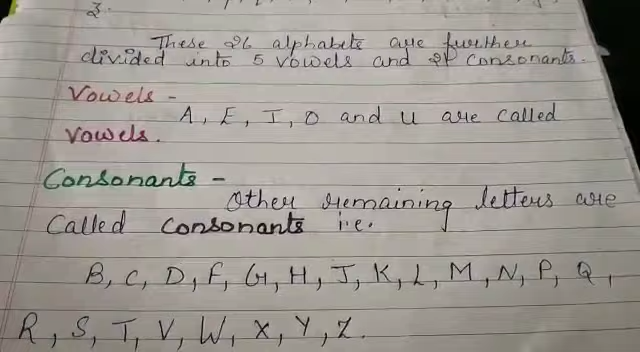 Z.
These 26 alphabets are further
divided into 5 vowels and 21 consonants.
Vowels -
A, E, I, O and U are called
vowels.
Consonants -
Other remaining letters are
Called consonants i.e.
B, C, D, F, G, H, J, K, L, M, N, P, Q,
R, S, T, V, W, X, Y, Z.